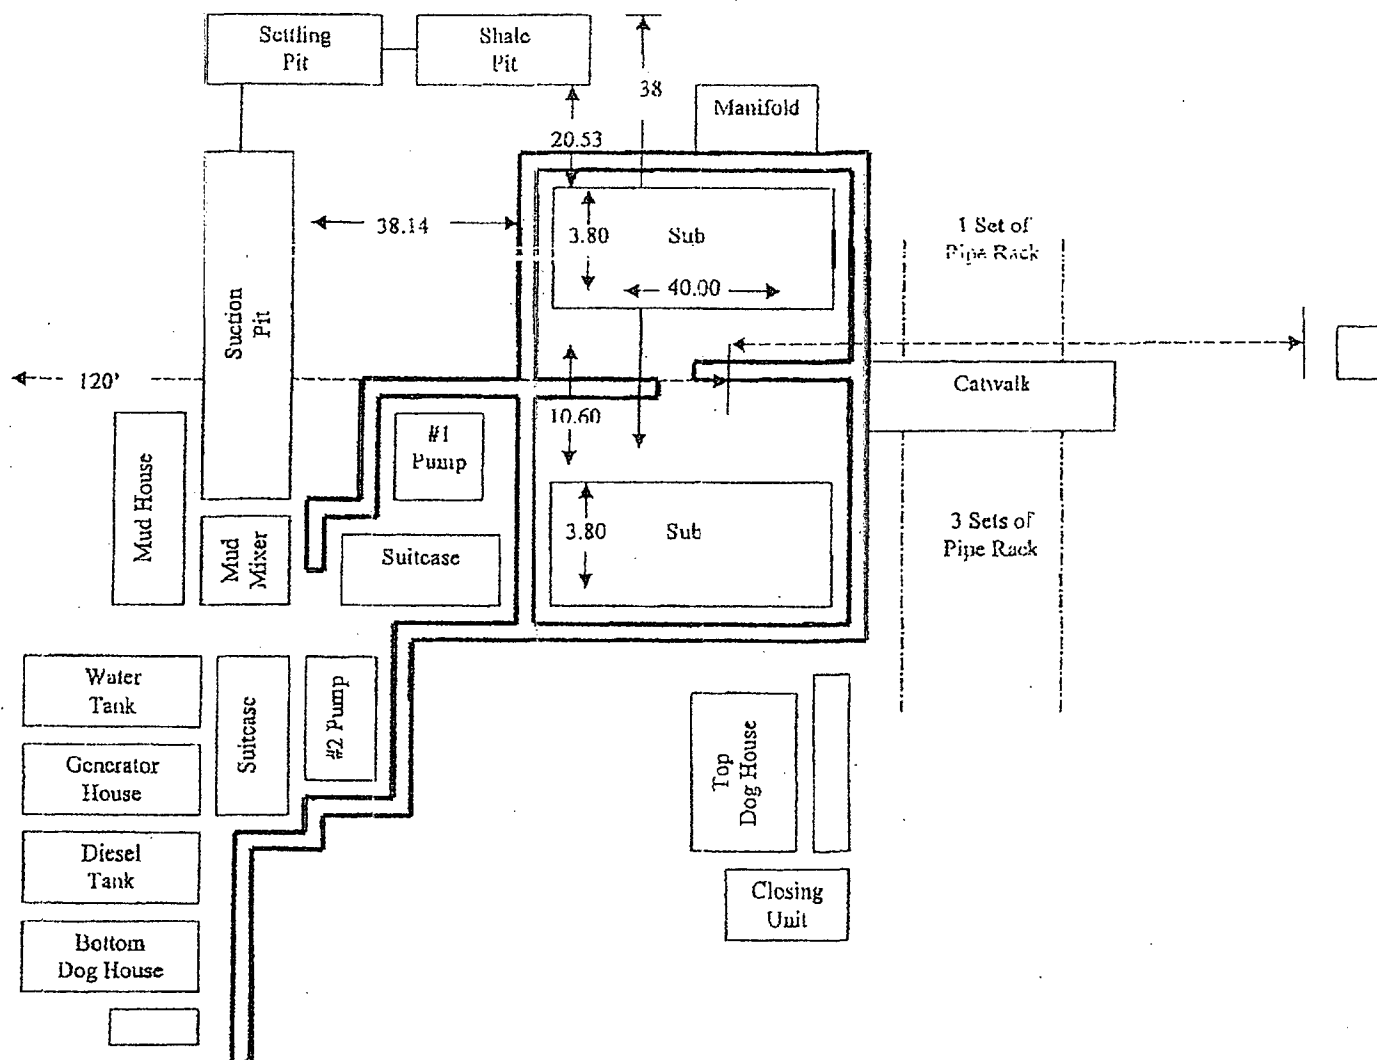 Settling
Pit
Shale
Pit
38
Manifold
20.53
38.14
3.80
Sub
40.00
1 Set of
Pipe Rack
Suction
Pit
120'
Catwalk
10.60
#1
Pump
Mud House
Mud
Mixer
Suitcase
3.80
Sub
3 Sets of
Pipe Rack
Water
Tank
Suitcase
#2 Pump
Generator
House
Top
Dog House
Diesel
Tank
Closing
Unit
Bottom
Dog House